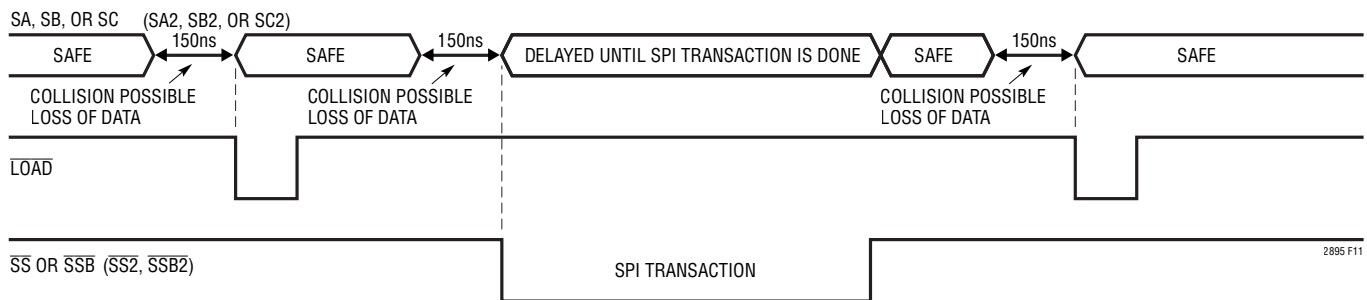 SA, SB, OR SC (SA2, SB2, OR SC2)
150ns 150ns 150ns
SAFE SAFE DELAYED UNTIL SPI TRANSACTION IS DONE SAFE SAFE
COLLISION POSSIBLE
LOSS OF DATA
COLLISION POSSIBLE
LOSS OF DATA
COLLISION POSSIBLE
LOSS OF DATA
LOAD
SS OR SSB (SS2, SSB2)
SPI TRANSACTION
2895 F11